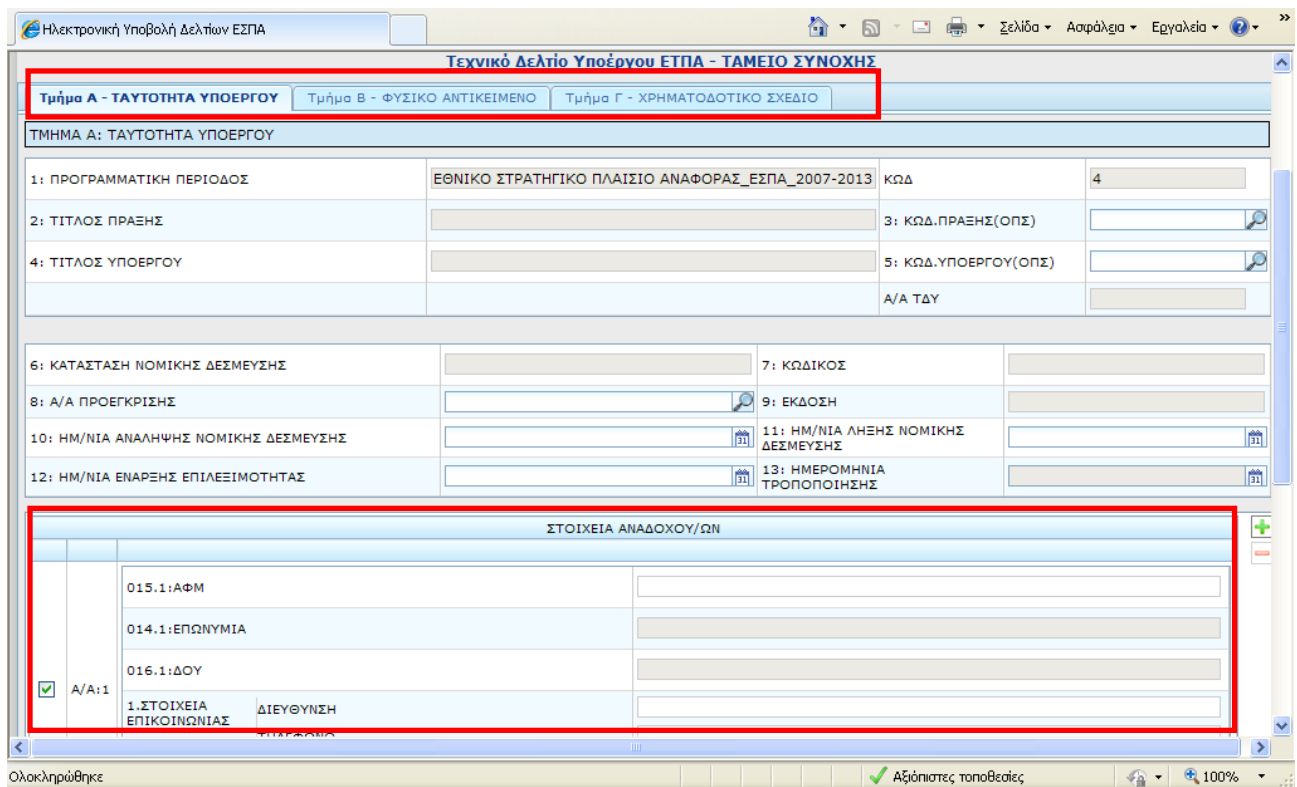 Ηλεκτρονική Υποβολή Δελτίων ΕΣΠΑ
Σελίδα Ασφάλεια Εργαλεία »
Τεχνικό Δελτίο Υποέργου ΕΤΠΑ - ΤΑΜΕΙΟ ΣΥΝΟΧΗΣ
Τμήμα Α - ΤΑΥΤΟΤΗΤΑ ΥΠΟΕΡΓΟΥ Τμήμα Β - ΦΥΣΙΚΟ ΑΝΤΙΚΕΙΜΕΝΟ Τμήμα Γ - ΧΡΗΜΑΤΟΔΟΤΙΚΟ ΣΧΕΔΙΟ
ΤΜΗΜΑ Α: ΤΑΥΤΟΤΗΤΑ ΥΠΟΕΡΓΟΥ
1: ΠΡΟΓΡΑΜΜΑΤΙΚΗ ΠΕΡΙΟΔΟΣ ΕΘΝΙΚΟ ΣΤΡΑΤΗΓΙΚΟ ΠΛΑΙΣΙΟ ΑΝΑΦΟΡΑΣ_ΕΣΠΑ_2007-2013 ΚΩΔ 4
2: ΤΙΤΛΟΣ ΠΡΑΞΗΣ 3: ΚΩΔ.ΠΡΑΞΗΣ(ΟΠΣ)
4: ΤΙΤΛΟΣ ΥΠΟΕΡΓΟΥ 5: ΚΩΔ.ΥΠΟΕΡΓΟΥ(ΟΠΣ)
Α/Α ΤΔΥ
6: ΚΑΤΑΣΤΑΣΗ ΝΟΜΙΚΗΣ ΔΕΣΜΕΥΣΗΣ 7: ΚΩΔΙΚΟΣ
8: Α/Α ΠΡΟΕΓΚΡΙΣΗΣ 9: ΕΚΔΟΣΗ
10: ΗΜ/ΝΙΑ ΑΝΑΛΗΨΗΣ ΝΟΜΙΚΗΣ ΔΕΣΜΕΥΣΗΣ 11: ΗΜ/ΝΙΑ ΛΗΞΗΣ ΝΟΜΙΚΗΣ
ΔΕΣΜΕΥΣΗΣ
12: ΗΜ/ΝΙΑ ΕΝΑΡΞΗΣ ΕΠΙΛΕΞΙΜΟΤΗΤΑΣ 13: ΗΜΕΡΟΜΗΝΙΑ
ΤΡΟΠΟΠΟΙΗΣΗΣ
ΣΤΟΙΧΕΙΑ ΑΝΑΔΟΧΟΥ/ΩΝ
015.1:ΑΦΜ
014.1:ΕΠΩΝΥΜΙΑ
016.1:ΔΟΥ
Α/Α:1
1.ΣΤΟΙΧΕΙΑ ΔΙΕΥΘΥΝΣΗ
ΕΠΙΚΟΙΝΩΝΙΑΣ
ΤΗΛΕΦΩΝΟ
Ολοκληρώθηκε Αξιόπιστες τοποθεσίες 100%